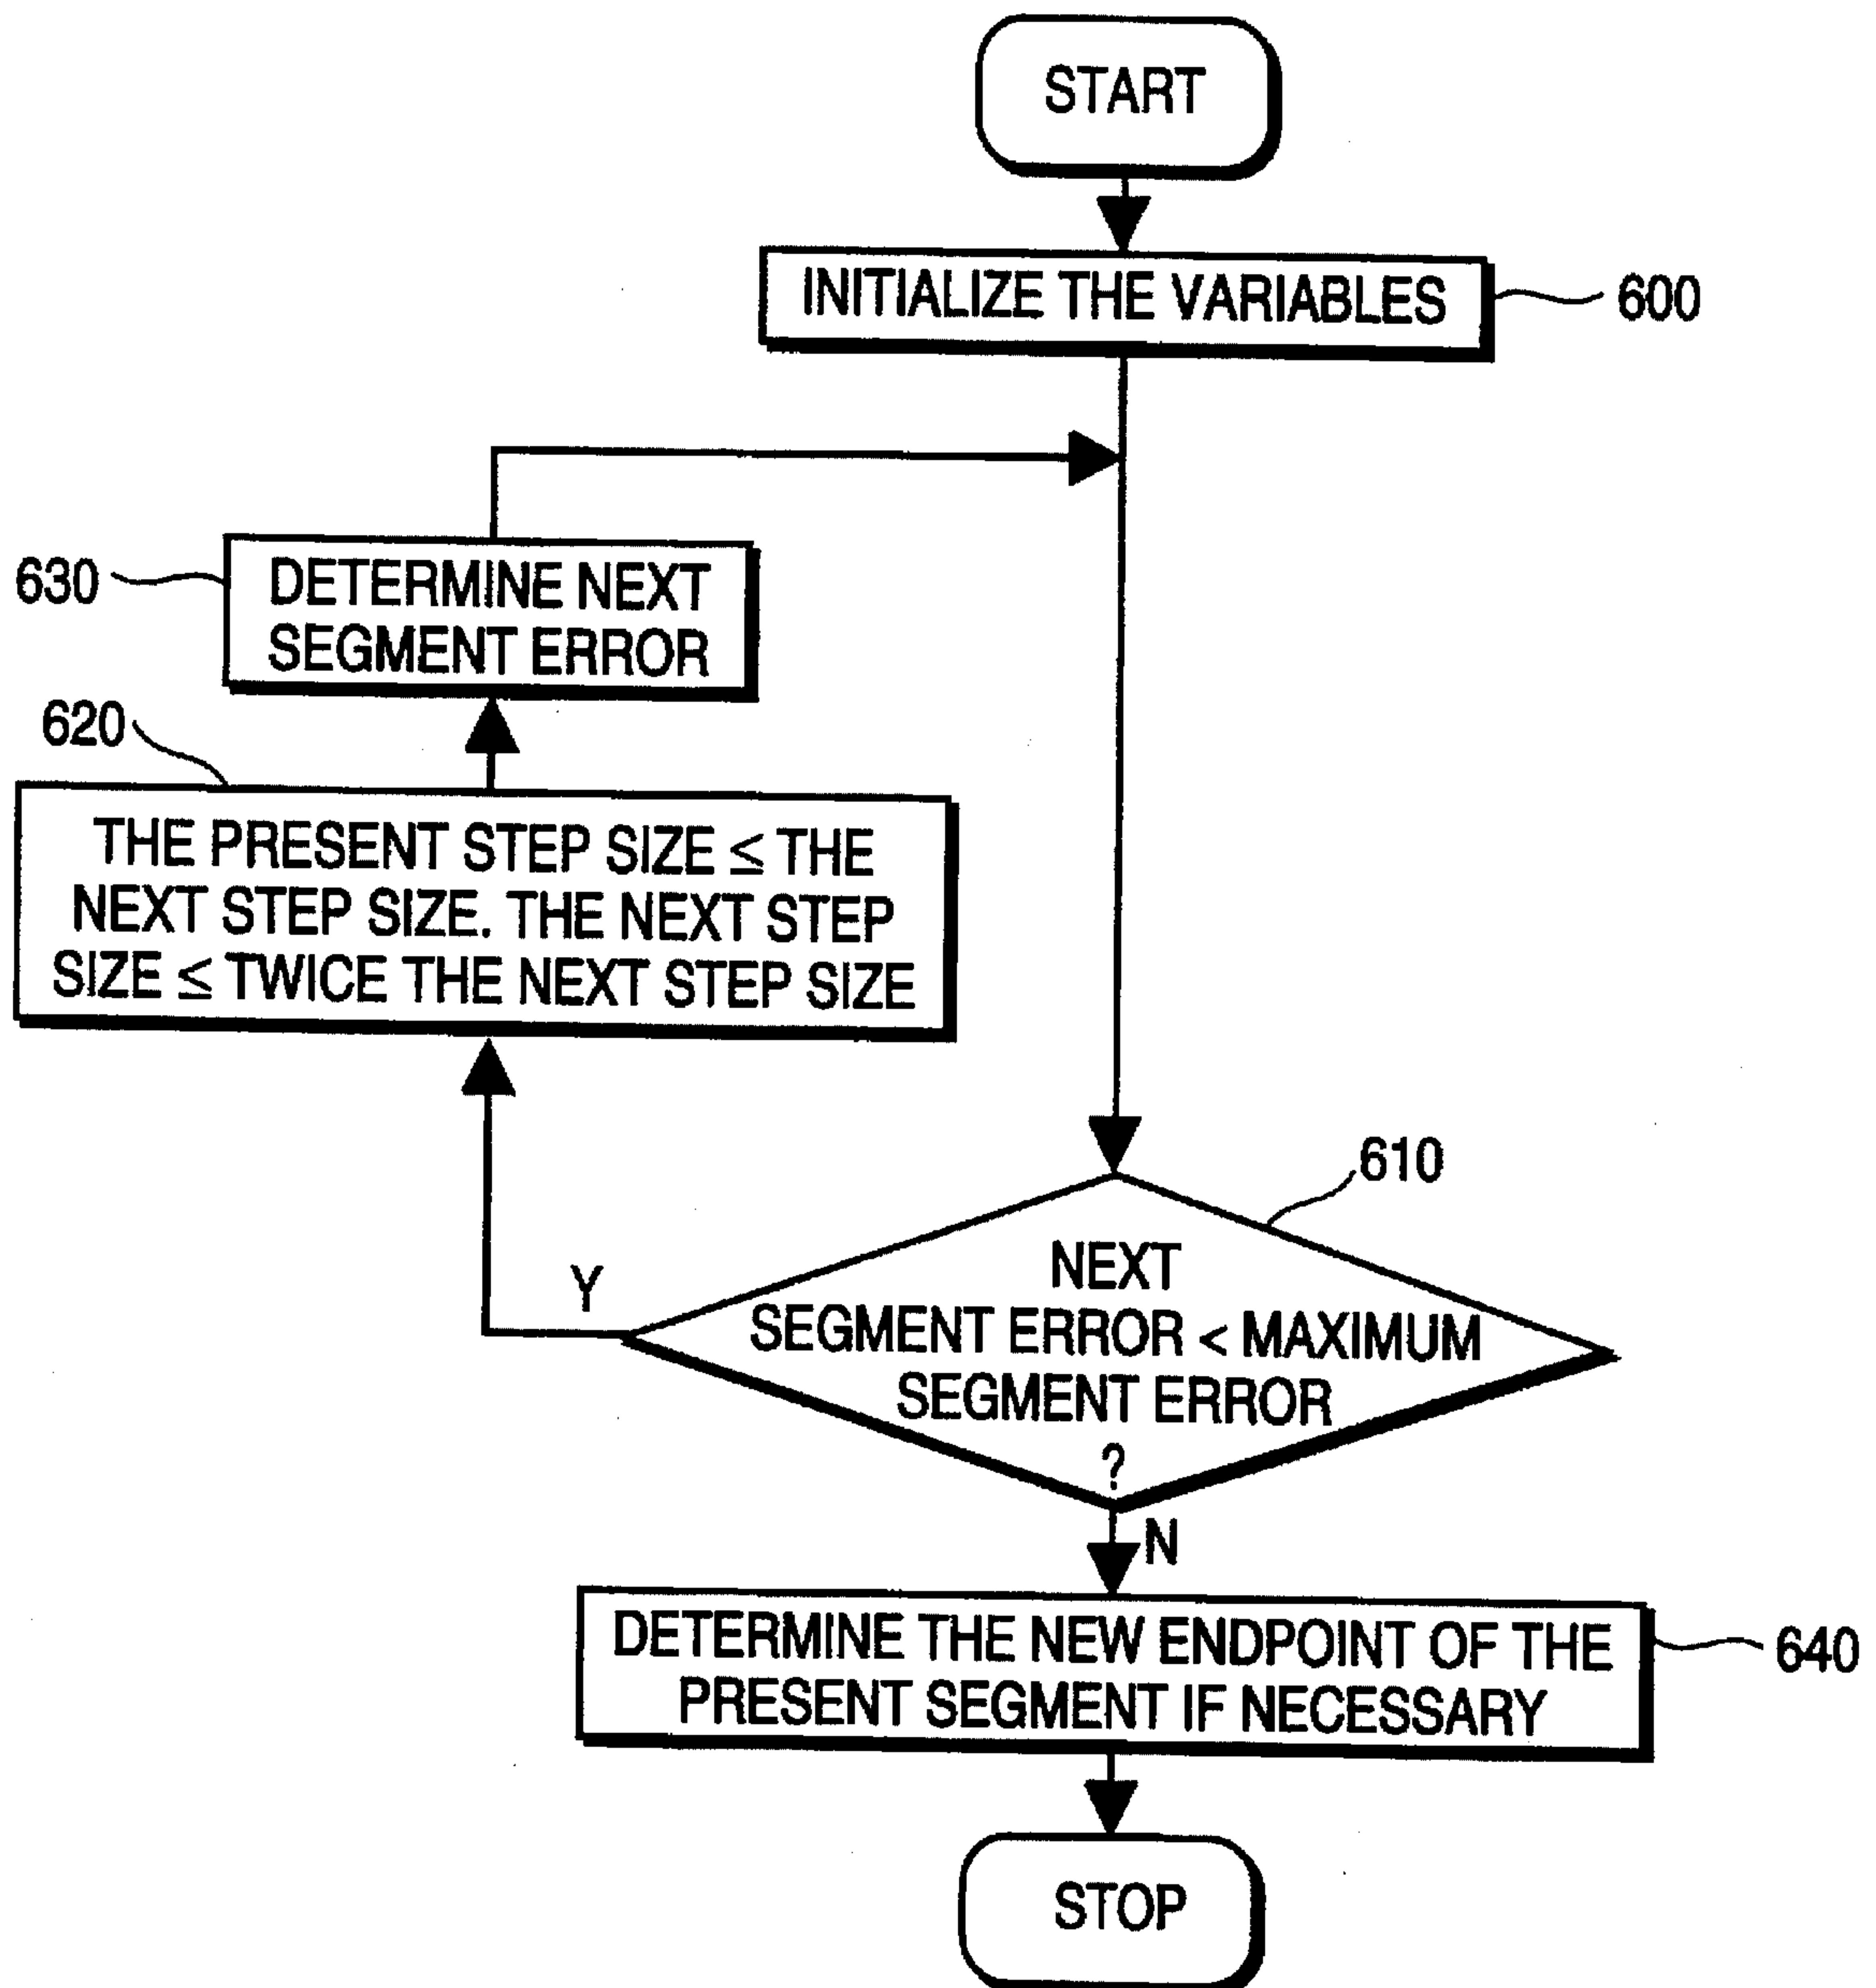 START
INITIALIZE THE VARIABLES
600
630
DETERMINE NEXT
SEGMENT ERROR
620
THE PRESENT STEP SIZE ≤ THE
NEXT STEP SIZE. THE NEXT STEP
SIZE ≤ TWICE THE NEXT STEP SIZE
610
NEXT
SEGMENT ERROR < MAXIMUM
SEGMENT ERROR
?
Y
N
DETERMINE THE NEW ENDPOINT OF THE
PRESENT SEGMENT IF NECESSARY
640
STOP